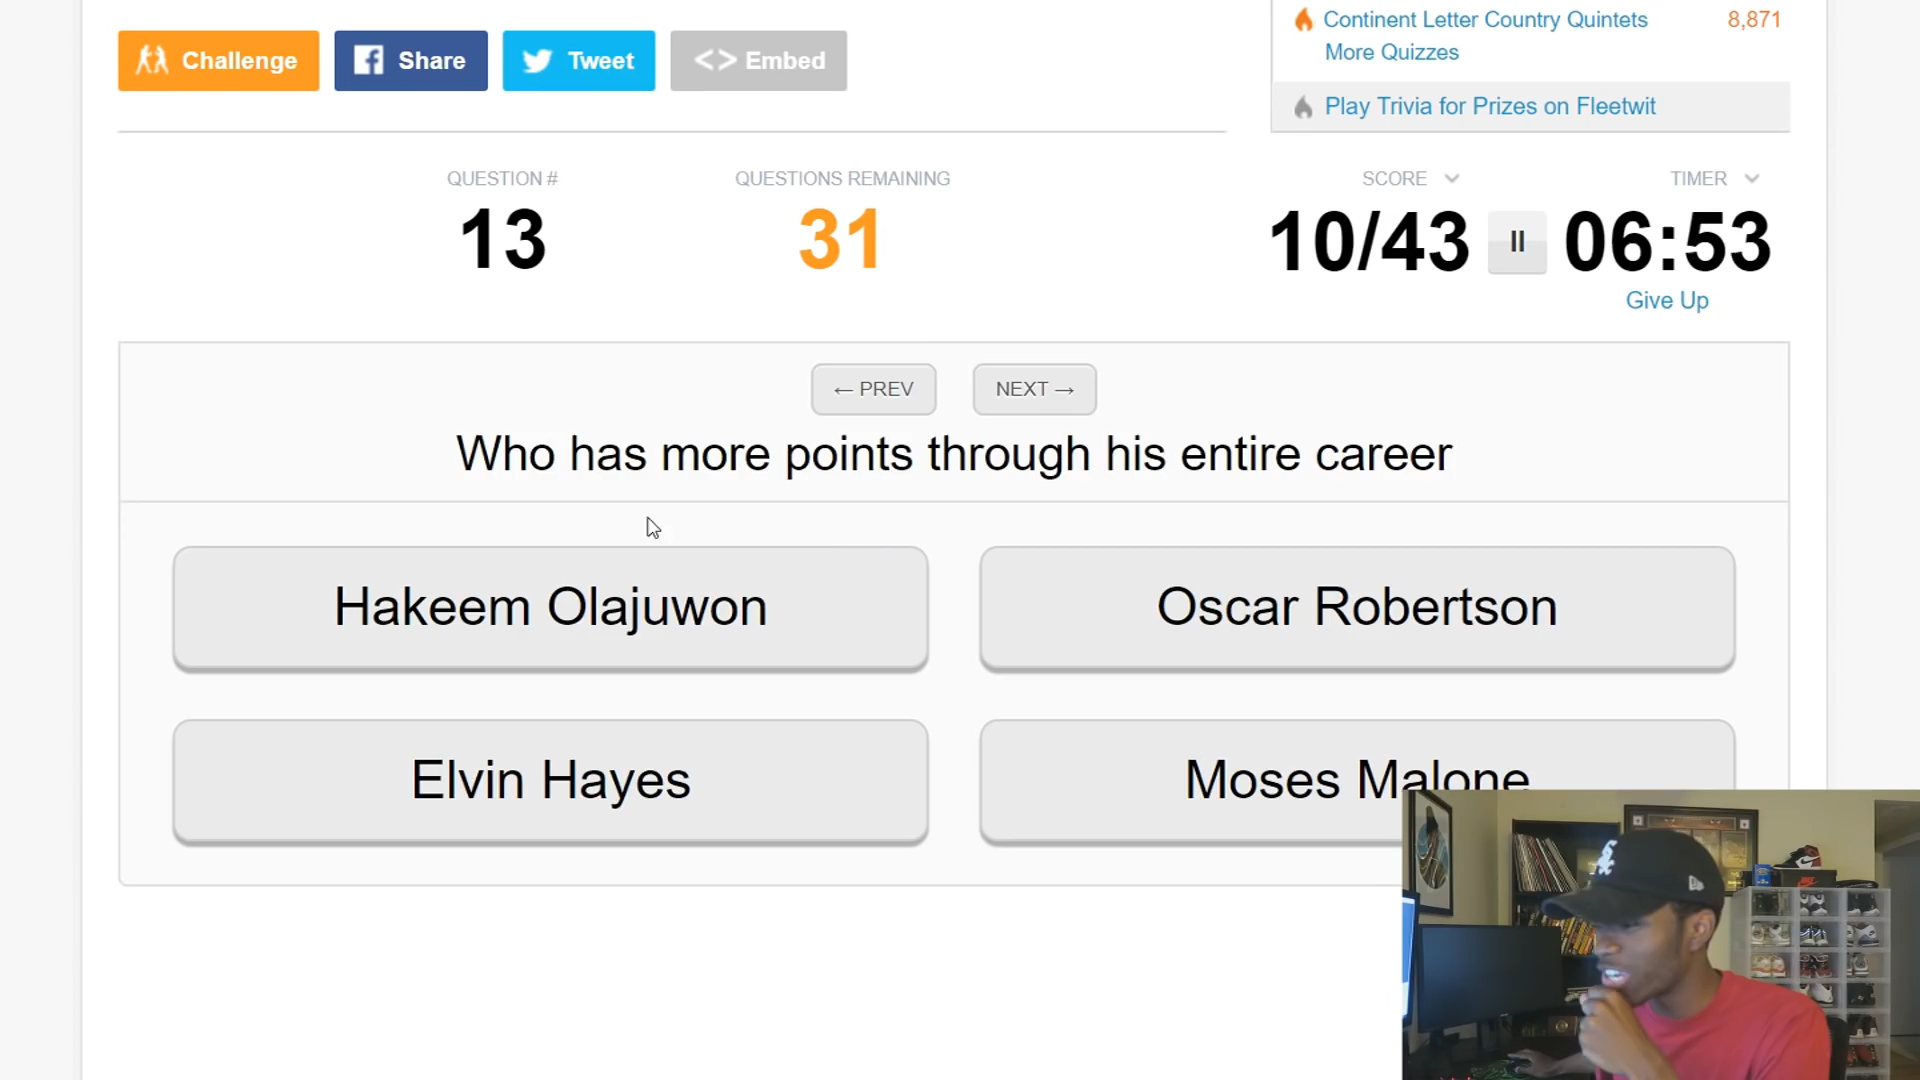 Continent Letter Country Quintets 8,871
More Quizzes
Play Trivia for Prizes on Fleetwit
Challenge
Share
Tweet
<> Embed
QUESTION #
13
QUESTIONS REMAINING
31
SCORE
10/43
TIMER
06:53
Give Up
← PREV
NEXT →
Who has more points through his entire career
Hakeem Olajuwon
Oscar Robertson
Elvin Hayes
Moses Malone